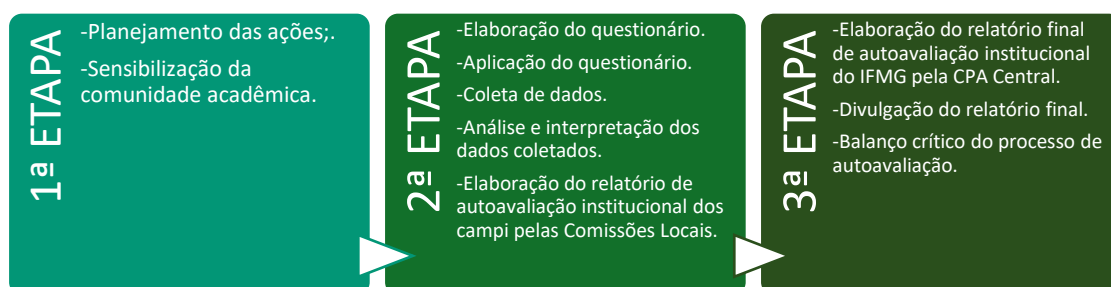 1ª ETAPA
-Planejamento das ações;.
-Sensibilização da
comunidade acadêmica.
2ª ETAPA
-Elaboração do questionário.
-Aplicação do questionário.
-Coleta de dados.
-Análise e interpretação dos
dados coletados.
-Elaboração do relatório de
autoavaliação institucional dos
campi pelas Comissões Locais.
3ª ETAPA
-Elaboração do relatório final
de autoavaliação institucional
do IFMG pela CPA Central.
-Divulgação do relatório final.
-Balanço crítico do processo de
autoavaliação.